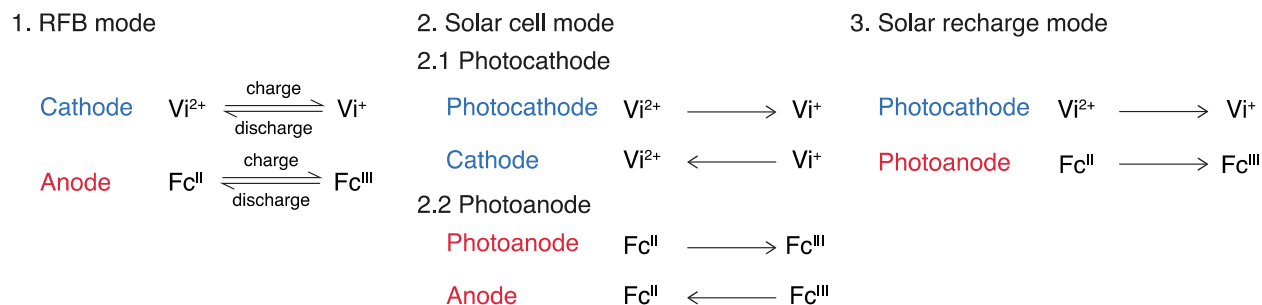 1. RFB mode
Cathode Vi²⁺ charge discharge Vi⁺
Anode Fcᴵᴵ charge discharge Fcᴵᴵᴵ
2. Solar cell mode
2.1 Photocathode
Photocathode Vi²⁺ Vi⁺
Cathode Vi²⁺ Vi⁺
2.2 Photoanode
Photoanode Fcᴵᴵ Fcᴵᴵᴵ
Anode Fcᴵᴵ Fcᴵᴵᴵ
3. Solar recharge mode
Photocathode Vi²⁺ Vi⁺
Photoanode Fcᴵᴵ Fcᴵᴵᴵ